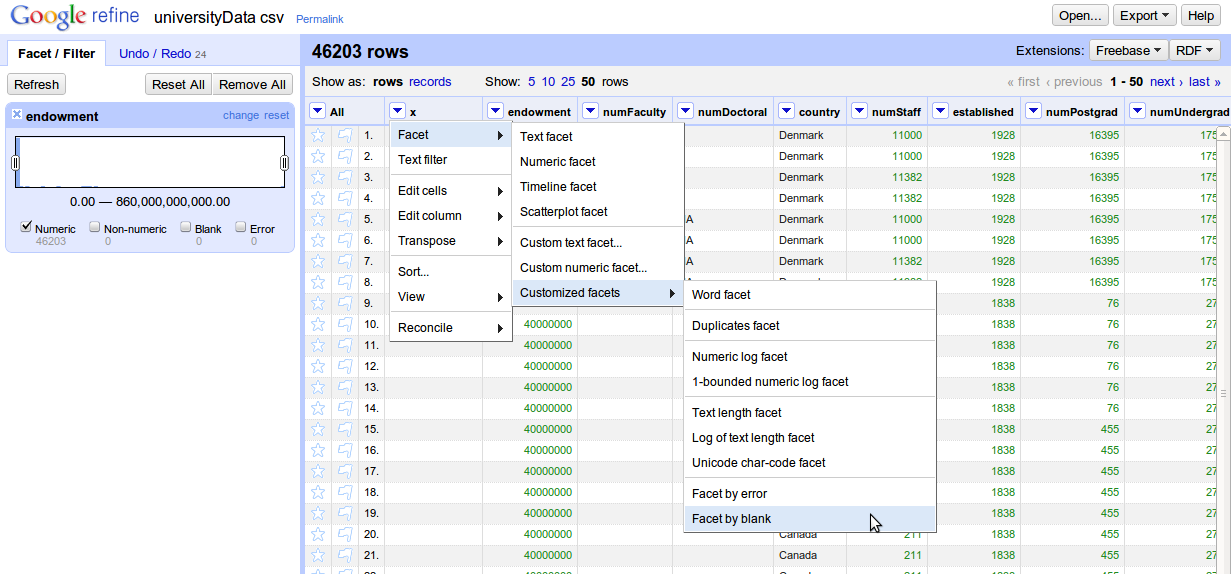 Google refine universityData csv Permalink Open... Export Help
Facet / Filter Undo / Redo 24 46203 rows Extensions: Freebase RDF
Refresh Reset All Remove All Show as: rows records Show: 5 10 25 50 rows « first ‹ previous 1 - 50 next › last »
endowment change reset
0.00 — 860,000,000,000.00
Numeric Non-numeric Blank Error
46203 0 0 0
All x endowment numFaculty numDoctoral country numStaff established numPostgrad numUndergrad
1. Denmark 11000 1928 16395 175
2. Denmark 11000 1928 16395 175
3. Denmark 11382 1928 16395 175
4. Denmark 11382 1928 16395 175
5. A Denmark 11000 1928 16395 175
6. A Denmark 11000 1928 16395 175
7. A Denmark 11382 1928 16395 175
8. 1928 16395 175
9. 1838 76 27
10. 40000000 1838 76 27
11. 40000000 1838 76 27
12. 40000000 1838 76 27
13. 40000000 1838 76 27
14. 40000000 1838 76 27
15. 40000000 1838 455 27
16. 40000000 1838 455 27
17. 40000000 1838 455 27
18. 40000000 1838 455 27
19. 40000000 1838 455 27
20. 40000000 Canada 211 1838 455 27
21. 40000000 Canada 211 1838 455 27
Facet
Text filter
Edit cells
Edit column
Transpose
Sort...
View
Reconcile
Text facet
Numeric facet
Timeline facet
Scatterplot facet
Custom text facet...
Custom numeric facet...
Customized facets
Word facet
Duplicates facet
Numeric log facet
1-bounded numeric log facet
Text length facet
Log of text length facet
Unicode char-code facet
Facet by error
Facet by blank